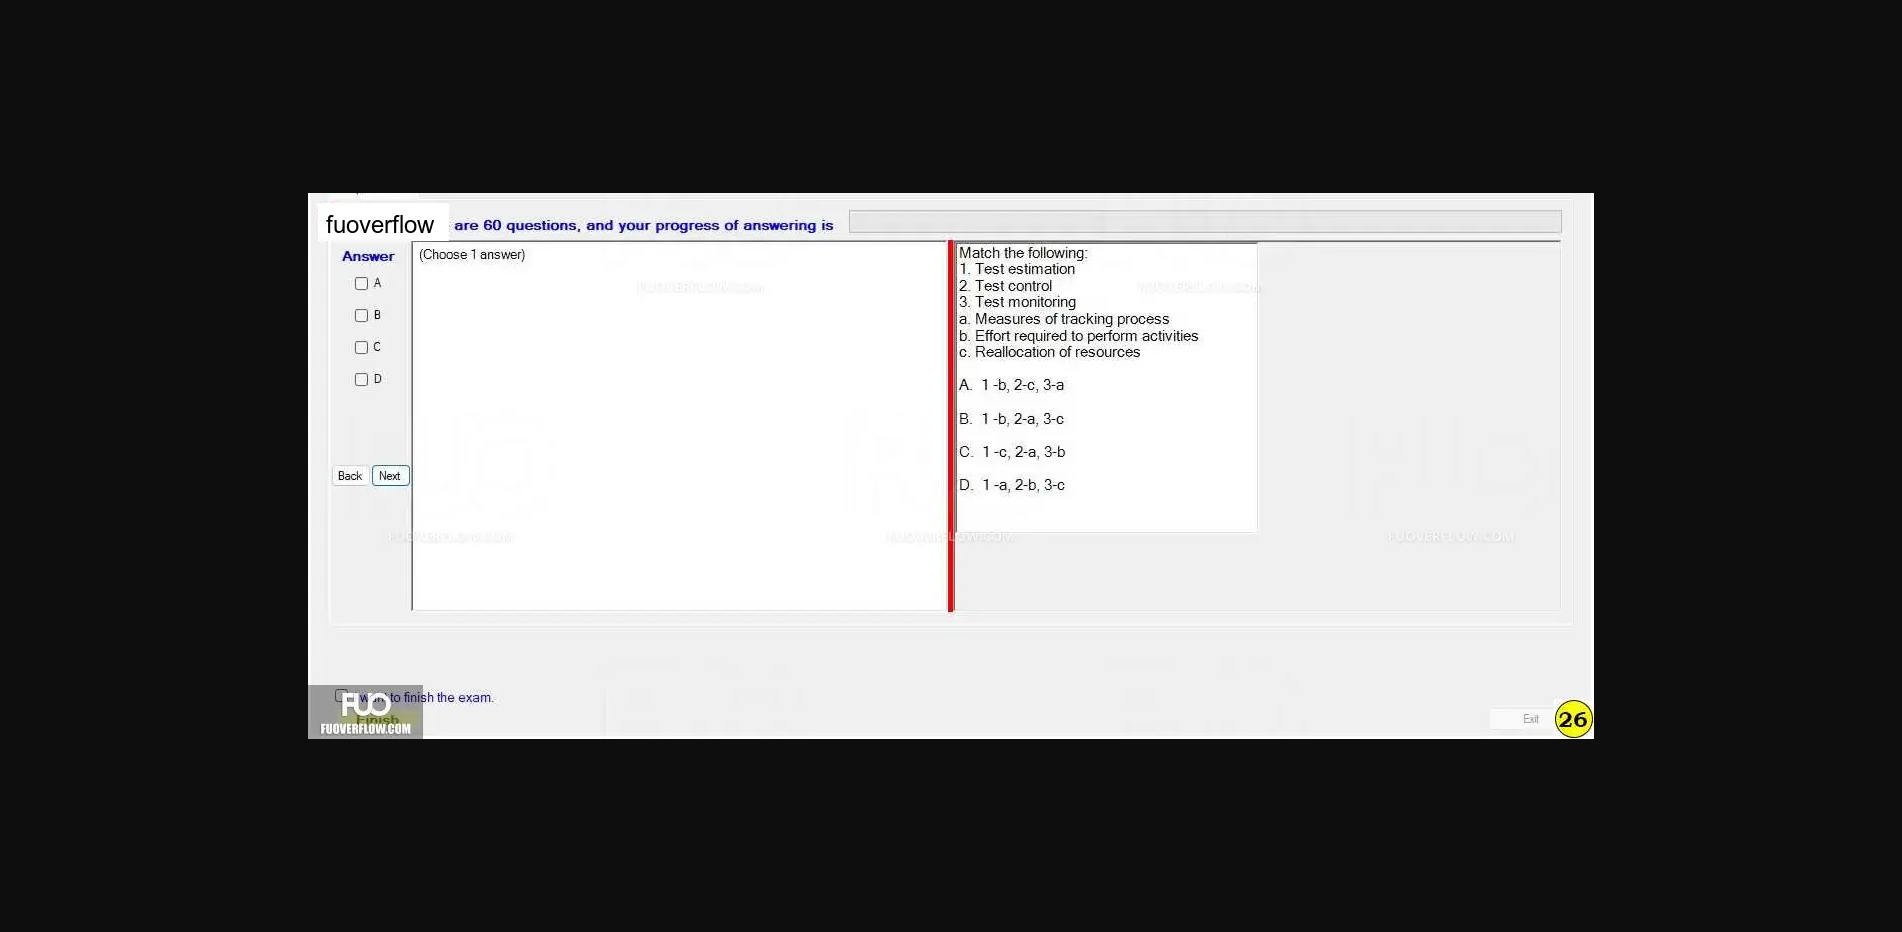 fuoverflow
are 60 questions, and your progress of answering is
Answer
(Choose 1 answer)
A
B
C
D
Back
Next
Match the following:
1. Test estimation
2. Test control
3. Test monitoring
a. Measures of tracking process
b. Effort required to perform activities
c. Reallocation of resources
A. 1-b, 2-c, 3-a
B. 1-b, 2-a, 3-c
C. 1-c, 2-a, 3-b
D. 1-a, 2-b, 3-c
FUOVERFLOW.COM
FUOVERFLOW.COM
FUOVERFLOW.COM
FUOVERFLOW.COM
FUOVERFLOW.COM
I want to finish the exam.
FUO
Finish
FUOVERFLOW.COM
Exit
26